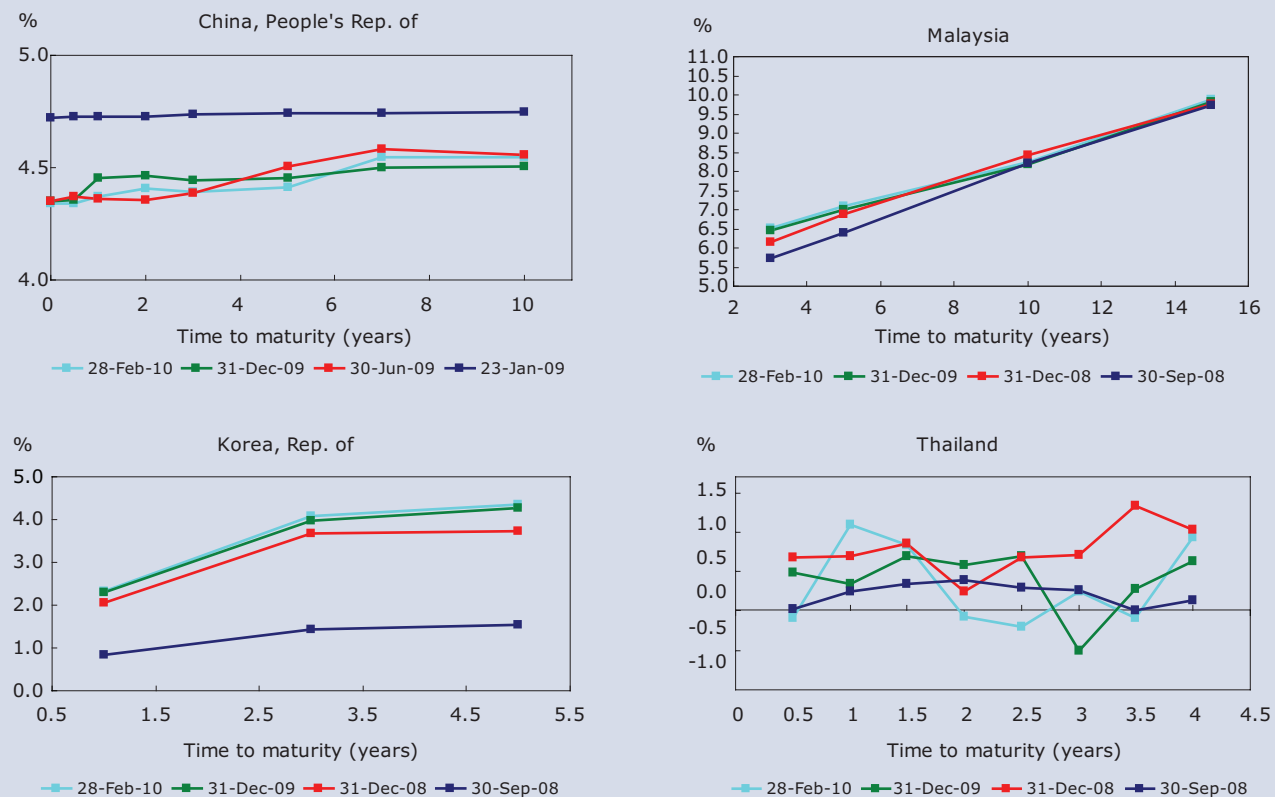 %
China, People's Rep. of
5.0
4.5
4.0
0 2 4 6 8 10
Time to maturity (years)
28-Feb-10 31-Dec-09 30-Jun-09 23-Jan-09
%
Malaysia
11.0
10.5
10.0
9.5
9.0
8.5
8.0
7.5
7.0
6.5
6.0
5.5
5.0
2 4 6 8 10 12 14 16
Time to maturity (years)
28-Feb-10 31-Dec-09 31-Dec-08 30-Sep-08
%
Korea, Rep. of
5.0
4.0
3.0
2.0
1.0
0.0
0.5 1.5 2.5 3.5 4.5 5.5
Time to maturity (years)
28-Feb-10 31-Dec-09 31-Dec-08 30-Sep-08
%
Thailand
1.5
1.0
0.5
0.0
-0.5
-1.0
0 0.5 1 1.5 2 2.5 3 3.5 4 4.5
Time to maturity (years)
28-Feb-10 31-Dec-09 31-Dec-08 30-Sep-08